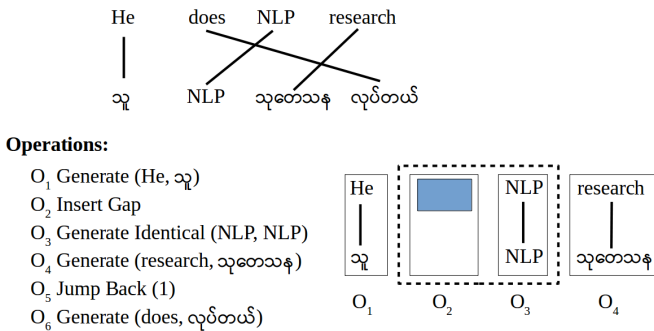 He does NLP research
သူ NLP သုတေသန လုပ်တယ်
Operations:
O1 Generate (He, သူ)
O2 Insert Gap
O3 Generate Identical (NLP, NLP)
O4 Generate (research, သုတေသန)
O5 Jump Back (1)
O6 Generate (does, လုပ်တယ်)
He NLP research
သူ NLP သုတေသန
O1 O2 O3 O4